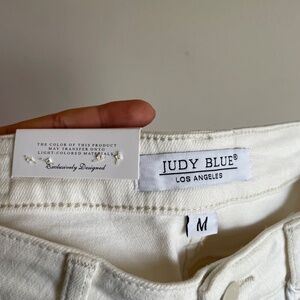 THE COLOR OF THIS PRODUCT
MAY TRANSFER ONTO
LIGHT-COLORED MATERIALS
Exclusively Designed
JUDY BLUE®
LOS ANGELES
M